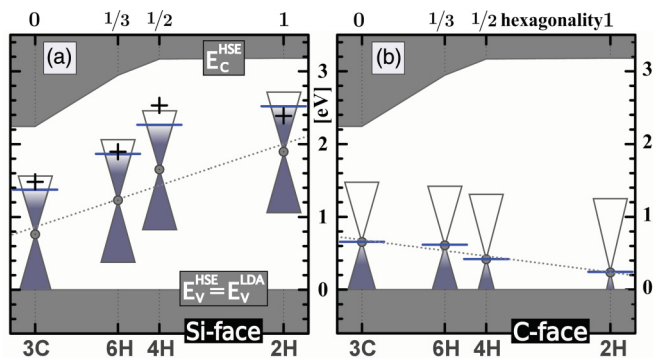 0 1/3 1/2 1 0 1/3 1/2 hexagonality 1
(a) E_C^HSE (b)
3 [eV] 3
2 2
1 1
0 0
E_V^HSE=E_V^LDA
Si-face C-face
3C 6H 4H 2H 3C 6H 4H 2H